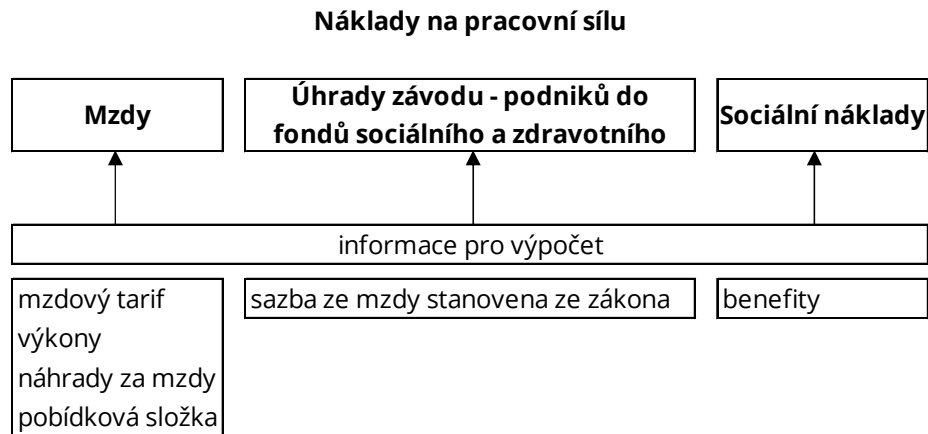 Náklady na pracovní sílu
Mzdy
Úhrady závodu - podniků do
fondů sociálního a zdravotního
Sociální náklady
informace pro výpočet
mzdový tarif
výkony
náhrady za mzdy
pobídková složka
sazba ze mzdy stanovena ze zákona
benefity